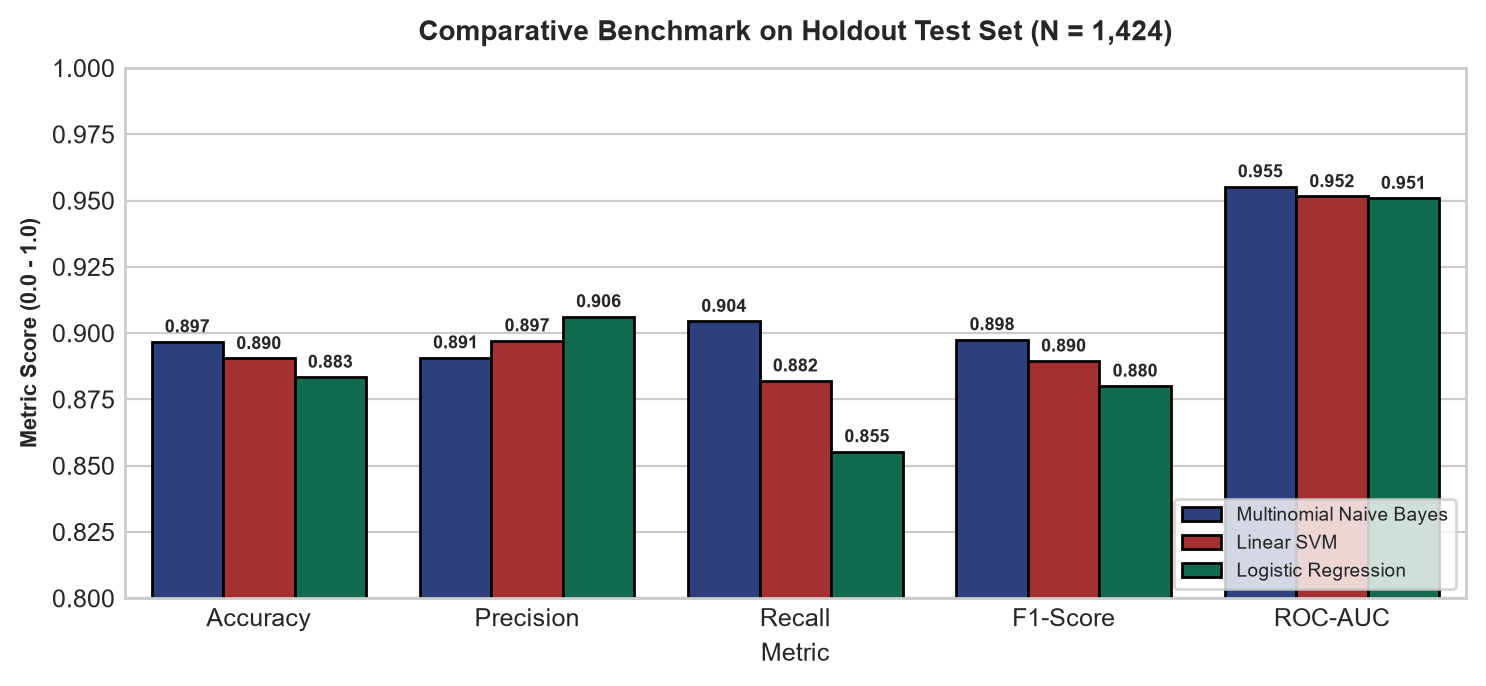 Comparative Benchmark on Holdout Test Set (N = 1,424)
Metric Score (0.0 - 1.0)
1.000
0.975
0.950
0.925
0.900
0.875
0.850
0.825
0.800
0.897
0.890
0.883
0.891
0.897
0.906
0.904
0.882
0.855
0.898
0.890
0.880
0.955
0.952
0.951
Multinomial Naive Bayes
Linear SVM
Logistic Regression
Accuracy
Precision
Recall
F1-Score
ROC-AUC
Metric